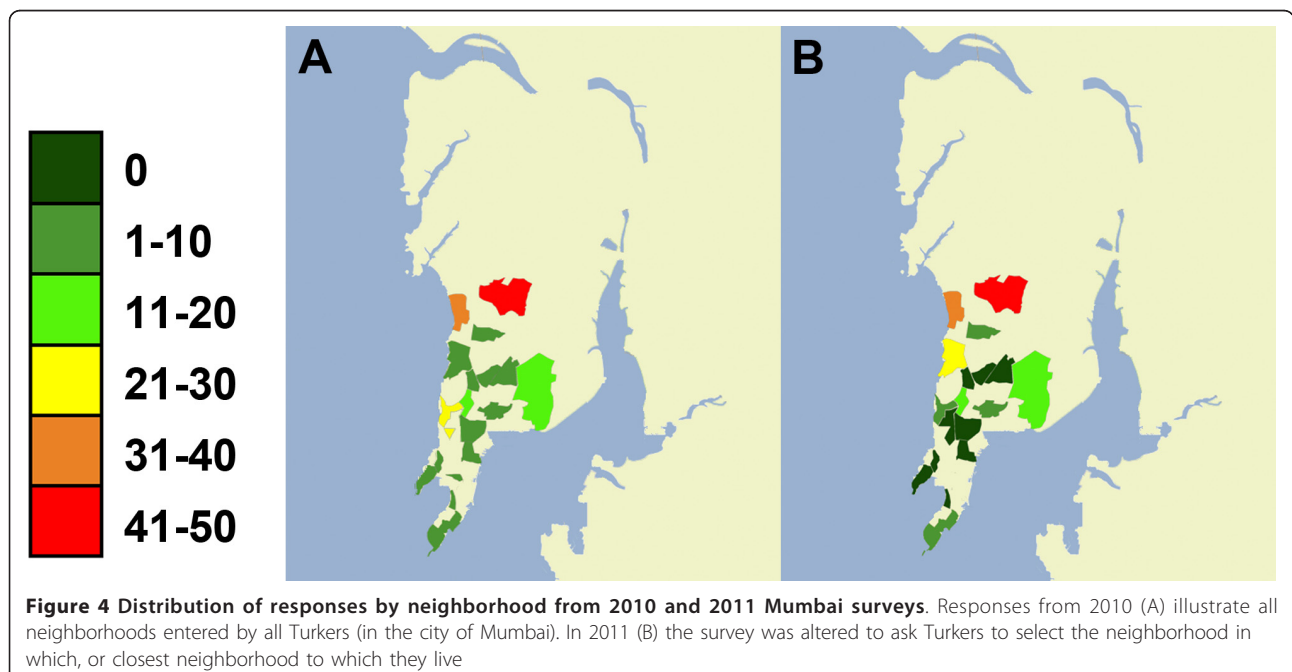 A
B
0
1-10
11-20
21-30
31-40
41-50
Figure 4 Distribution of responses by neighborhood from 2010 and 2011 Mumbai surveys. Responses from 2010 (A) illustrate all
neighborhoods entered by all Turkers (in the city of Mumbai). In 2011 (B) the survey was altered to ask Turkers to select the neighborhood in
which, or closest neighborhood to which they live